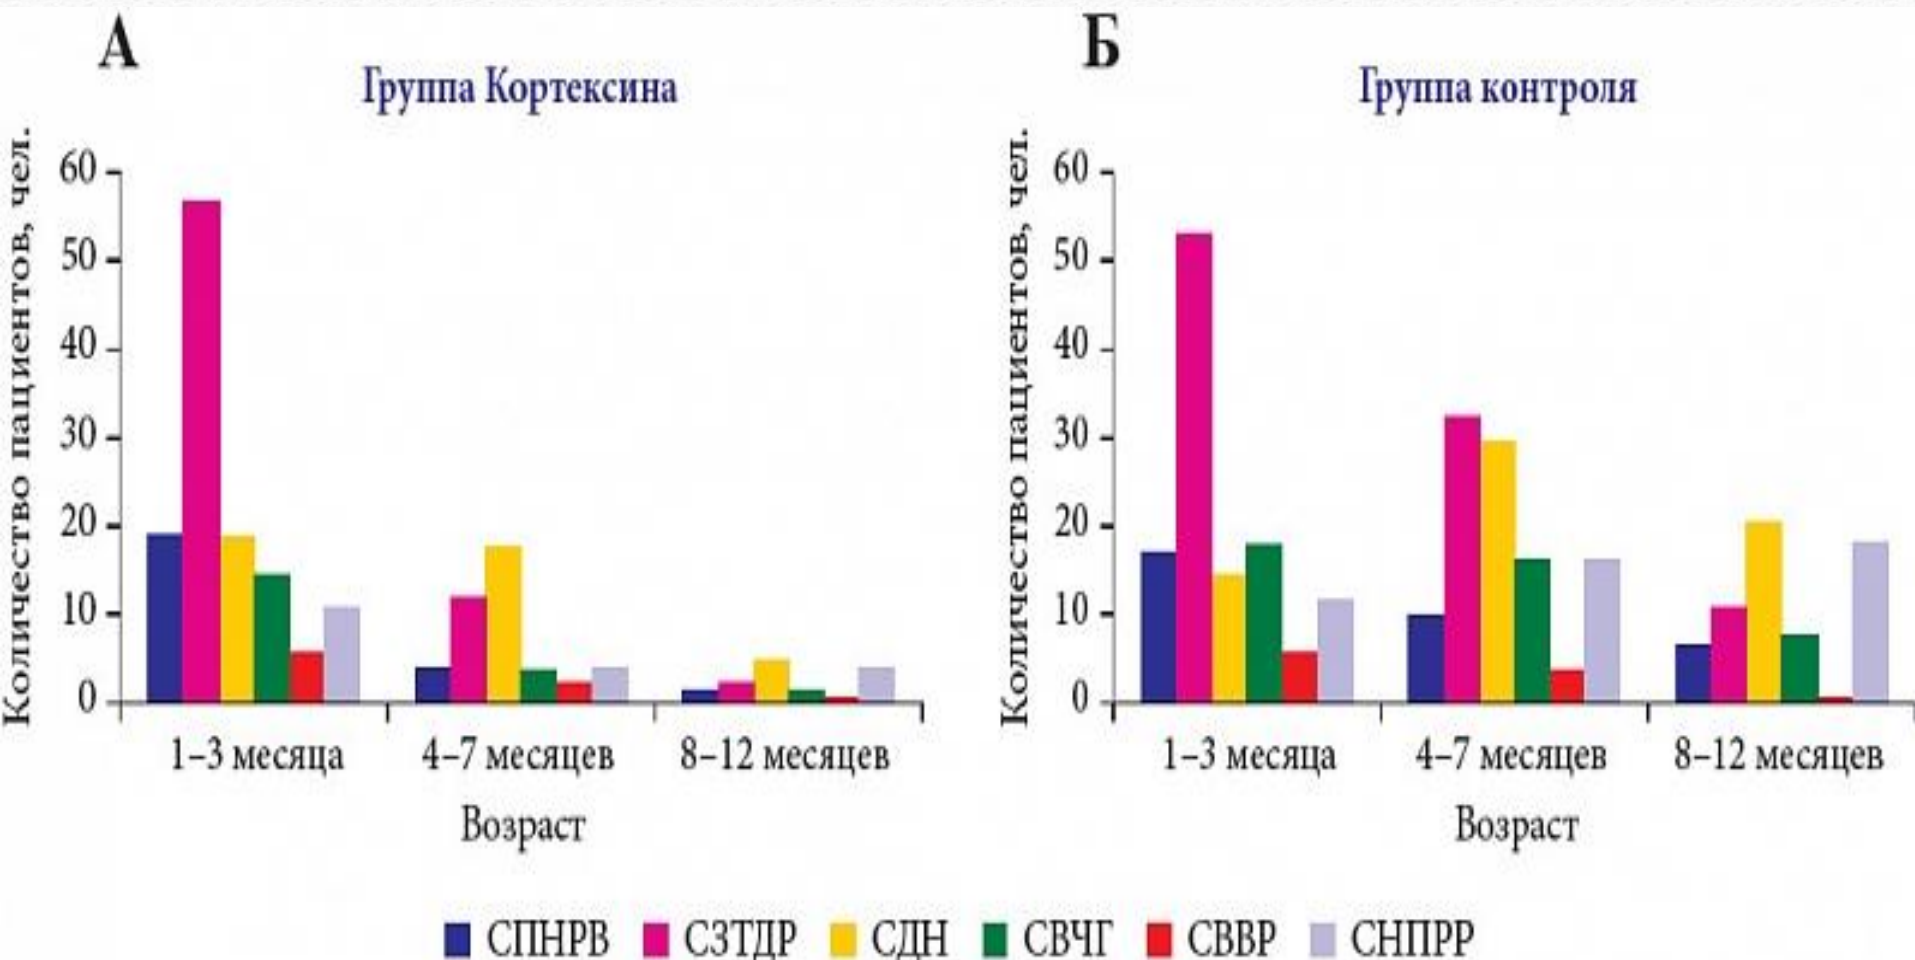 А
Группа Кортексина
Количество пациентов, чел.
60
50
40
30
20
10
0
1–3 месяца 4–7 месяцев 8–12 месяцев
Возраст
Б
Группа контроля
Количество пациентов, чел.
60
50
40
30
20
10
0
1–3 месяца 4–7 месяцев 8–12 месяцев
Возраст
СПНРВ СЗТДР СДН СВЧГ СВВР СНПРР